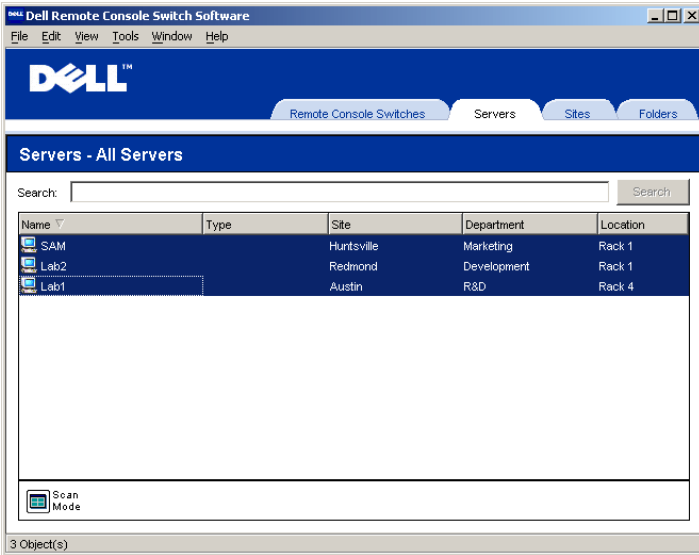 DELL Dell Remote Console Switch Software
File Edit View Tools Window Help
DELL™
Remote Console Switches Servers Sites Folders
Servers - All Servers
Search: Search
Name Type Site Department Location
SAM Huntsville Marketing Rack 1
Lab2 Redmond Development Rack 1
Lab1 Austin R&D Rack 4
Scan
Mode
3 Object(s)